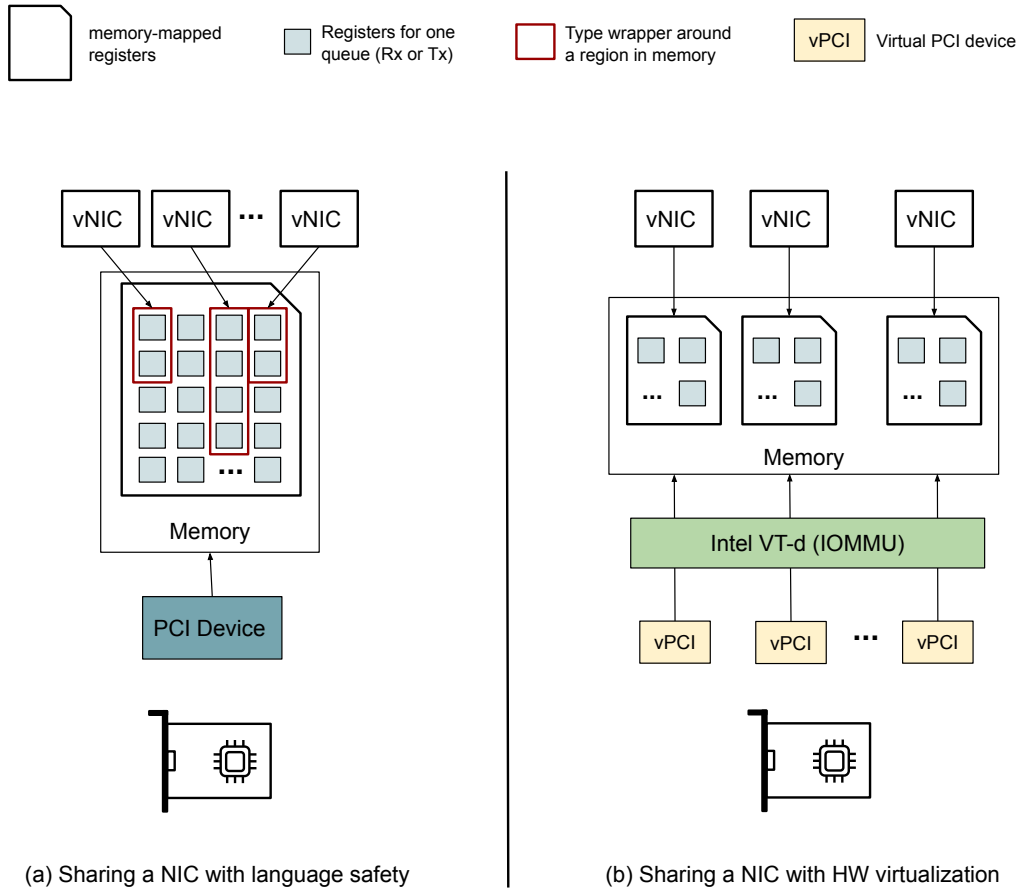 memory-mapped
registers
Registers for one
queue (Rx or Tx)
Type wrapper around
a region in memory
vPCI
Virtual PCI device
vNIC
vNIC
...
vNIC
Memory
...
PCI Device
(a) Sharing a NIC with language safety
vNIC
vNIC
vNIC
...
...
...
Memory
Intel VT-d (IOMMU)
vPCI
vPCI
...
vPCI
(b) Sharing a NIC with HW virtualization